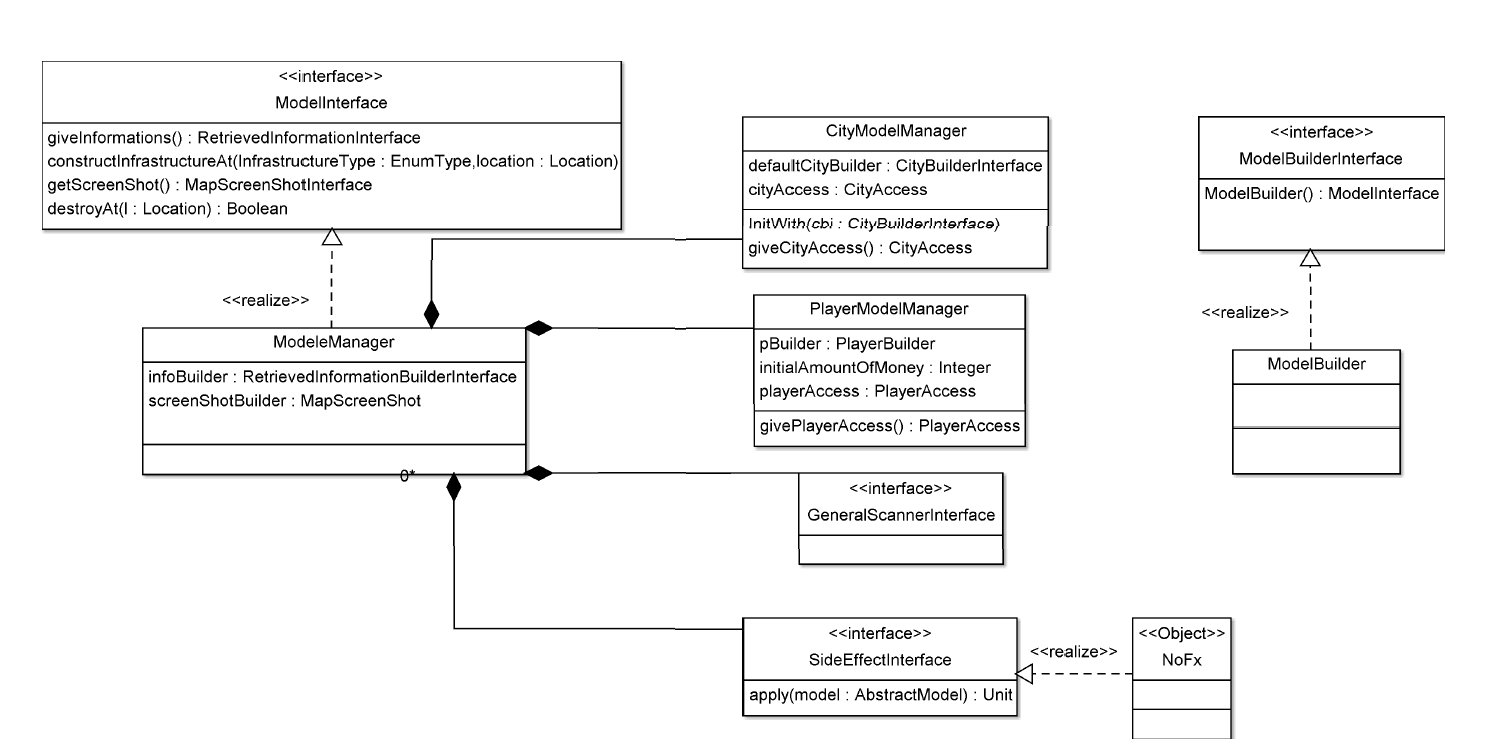 <<interface>>
ModelInterface
giveInformations() : RetrievedInformationInterface
constructInfrastructureAt(InfrastructureType : EnumType,location : Location)
getScreenShot() : MapScreenShotInterface
destroyAt(l : Location) : Boolean
<<realize>>
ModeleManager
infoBuilder : RetrievedInformationBuilderInterface
screenShotBuilder : MapScreenShot
0*
CityModelManager
defaultCityBuilder : CityBuilderInterface
cityAccess : CityAccess
InitWith(cbi : CityBuilderInterface)
giveCityAccess() : CityAccess
PlayerModelManager
pBuilder : PlayerBuilder
initialAmountOfMoney : Integer
playerAccess : PlayerAccess
givePlayerAccess() : PlayerAccess
<<interface>>
GeneralScannerInterface
<<interface>>
SideEffectInterface
apply(model : AbstractModel) : Unit
<<realize>>
<<Object>>
NoFx
<<interface>>
ModelBuilderInterface
ModelBuilder() : ModelInterface
<<realize>>
ModelBuilder